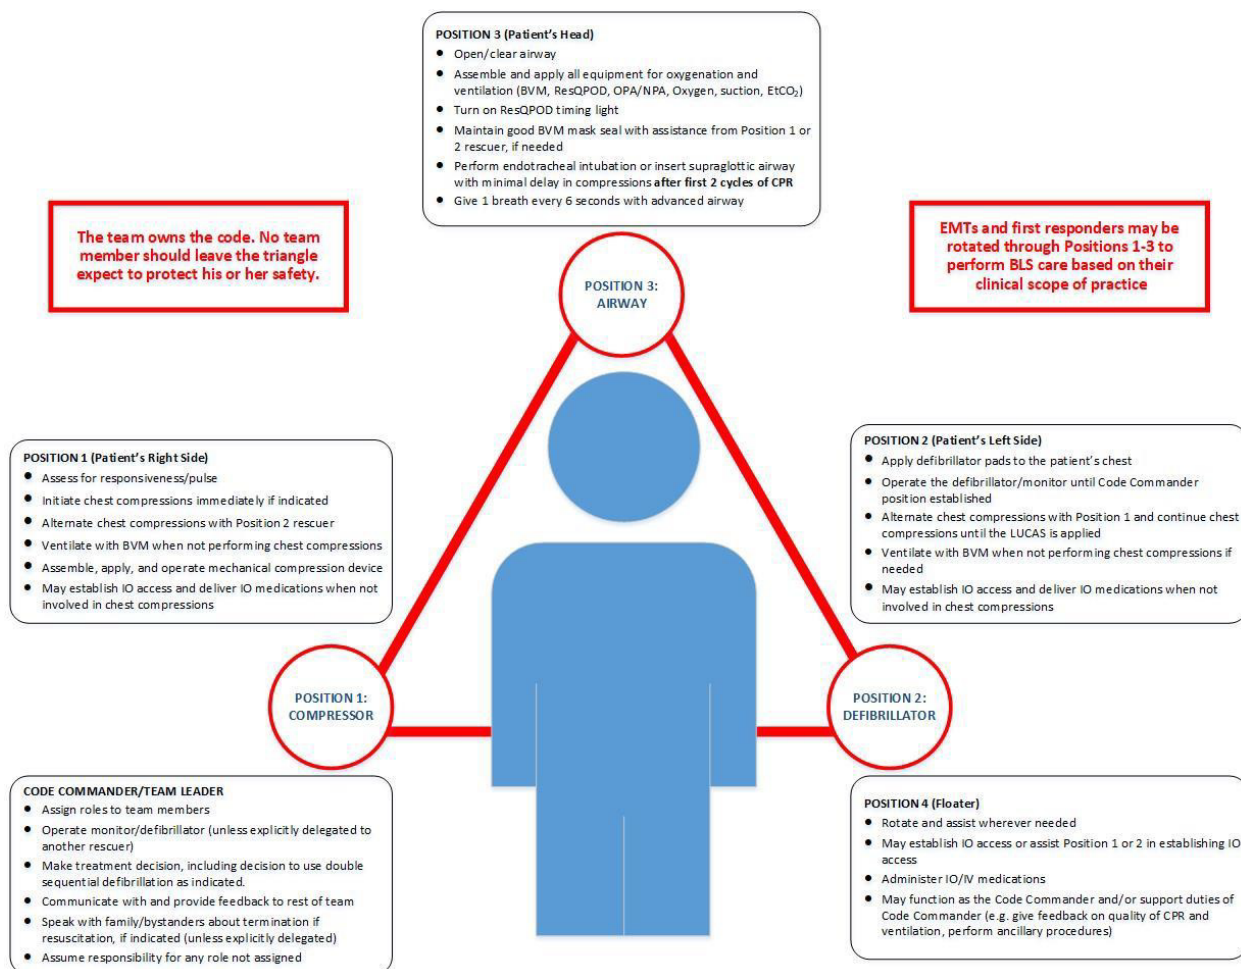 POSITION 3 (Patient's Head)
● Open/clear airway
● Assemble and apply all equipment for oxygenation and
ventilation (BVM, ResQPOD, OPA/NPA, Oxygen, suction, EtCO₂)
● Turn on ResQPOD timing light
● Maintain good BVM mask seal with assistance from Position 1 or
2 rescuer, if needed
● Perform endotracheal intubation or insert supraglottic airway
with minimal delay in compressions after first 2 cycles of CPR
● Give 1 breath every 6 seconds with advanced airway
The team owns the code. No team
member should leave the triangle
expect to protect his or her safety.
EMTs and first responders may be
rotated through Positions 1-3 to
perform BLS care based on their
clinical scope of practice
POSITION 3:
AIRWAY
POSITION 1 (Patient's Right Side)
● Assess for responsiveness/pulse
● Initiate chest compressions immediately if indicated
● Alternate chest compressions with Position 2 rescuer
● Ventilate with BVM when not performing chest compressions
● Assemble, apply, and operate mechanical compression device
● May establish IO access and deliver IO medications when not
involved in chest compressions
POSITION 2 (Patient's Left Side)
● Apply defibrillator pads to the patient's chest
● Operate the defibrillator/monitor until Code Commander
position established
● Alternate chest compressions with Position 1 and continue chest
compressions until the LUCAS is applied
● Ventilate with BVM when not performing chest compressions if
needed
● May establish IO access and deliver IO medications when not
involved in chest compressions
POSITION 1:
COMPRESSOR
POSITION 2:
DEFIBRILLATOR
CODE COMMANDER/TEAM LEADER
● Assign roles to team members
● Operate monitor/defibrillator (unless explicitly delegated to
another rescuer)
● Make treatment decision, including decision to use double
sequential defibrillation as indicated.
● Communicate with and provide feedback to rest of team
● Speak with family/bystanders about termination if
resuscitation, if indicated (unless explicitly delegated)
● Assume responsibility for any role not assigned
POSITION 4 (Floater)
● Rotate and assist wherever needed
● May establish IO access or assist Position 1 or 2 in establishing IO
access
● Administer IO/IV medications
● May function as the Code Commander and/or support duties of
Code Commander (e.g. give feedback on quality of CPR and
ventilation, perform ancillary procedures)